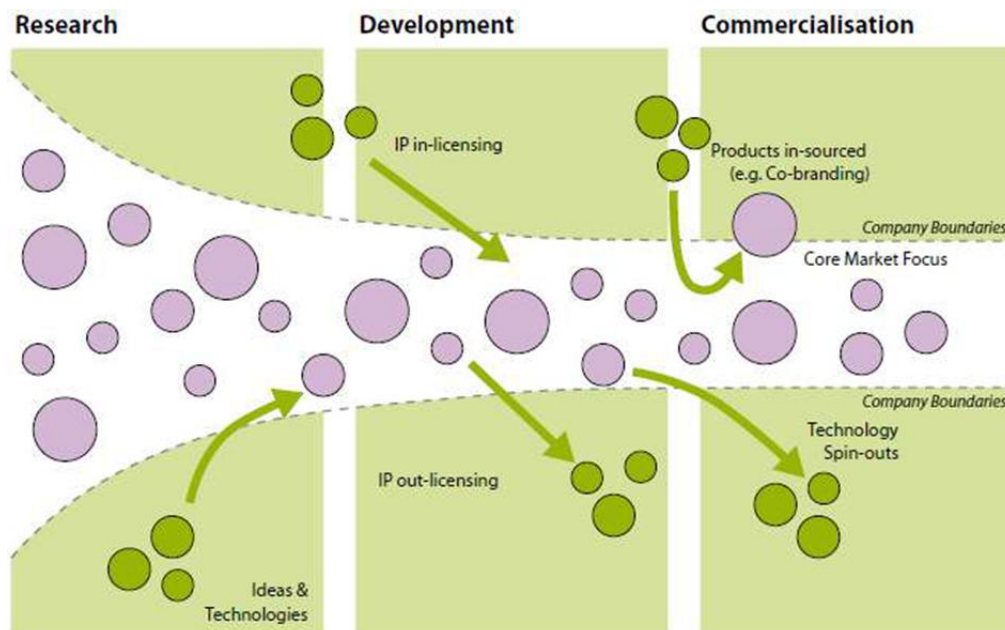 Research
Development
Commercialisation
IP in-licensing
Products in-sourced
(e.g. Co-branding)
Company Boundaries
Core Market Focus
Company Boundaries
Technology
Spin-outs
IP out-licensing
Ideas &
Technologies